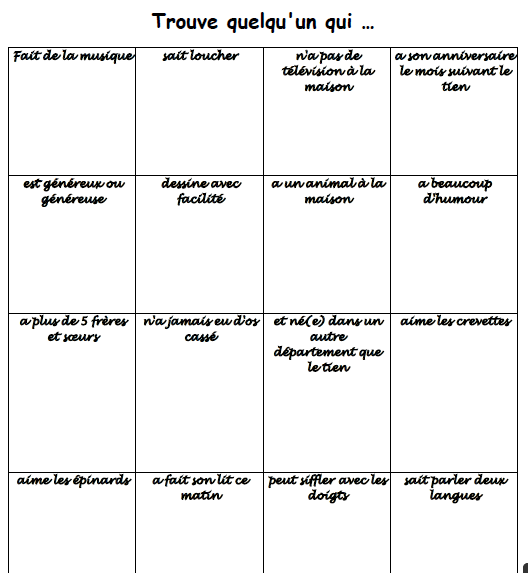 Trouve quelqu'un qui ...
Fait de la musique
sait loucher
n'a pas de
télévision à la
maison
a son anniversaire
le mois suivant le
tien
est généreux ou
généreuse
dessine avec
facilité
a un animal à la
maison
a beaucoup
d'humour
a plus de 5 frères
et sœurs
n'a jamais eu d'os
cassé
et né(e) dans un
autre
département que
le tien
aime les crevettes
aime les épinards
a fait son lit ce
matin
peut siffler avec les
doigts
sait parler deux
langues